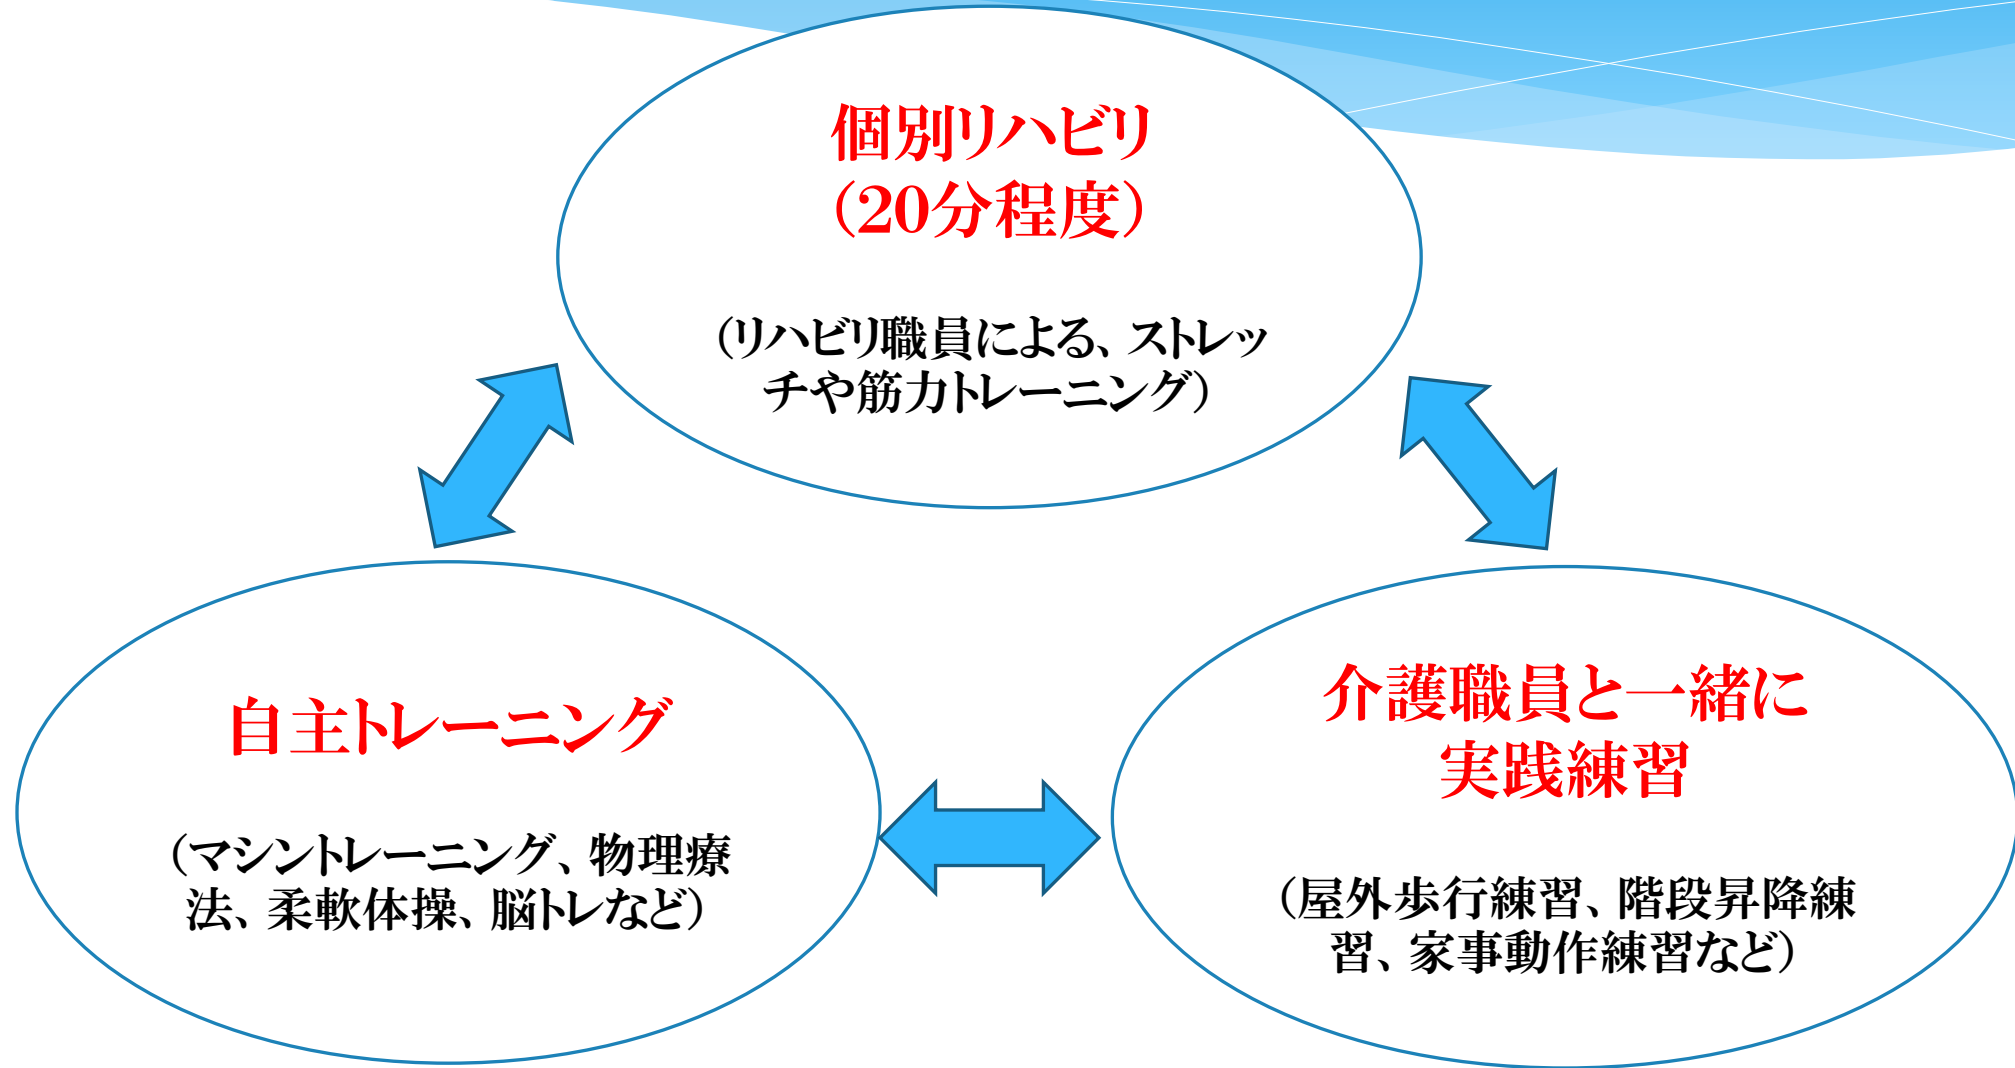 個別リハビリ
（20分程度）
（リハビリ職員による、ストレッ
チや筋力トレーニング）
自主トレーニング
（マシントレーニング、物理療
法、柔軟体操、脳トレなど）
介護職員と一緒に
実践練習
（屋外歩行練習、階段昇降練
習、家事動作練習など）